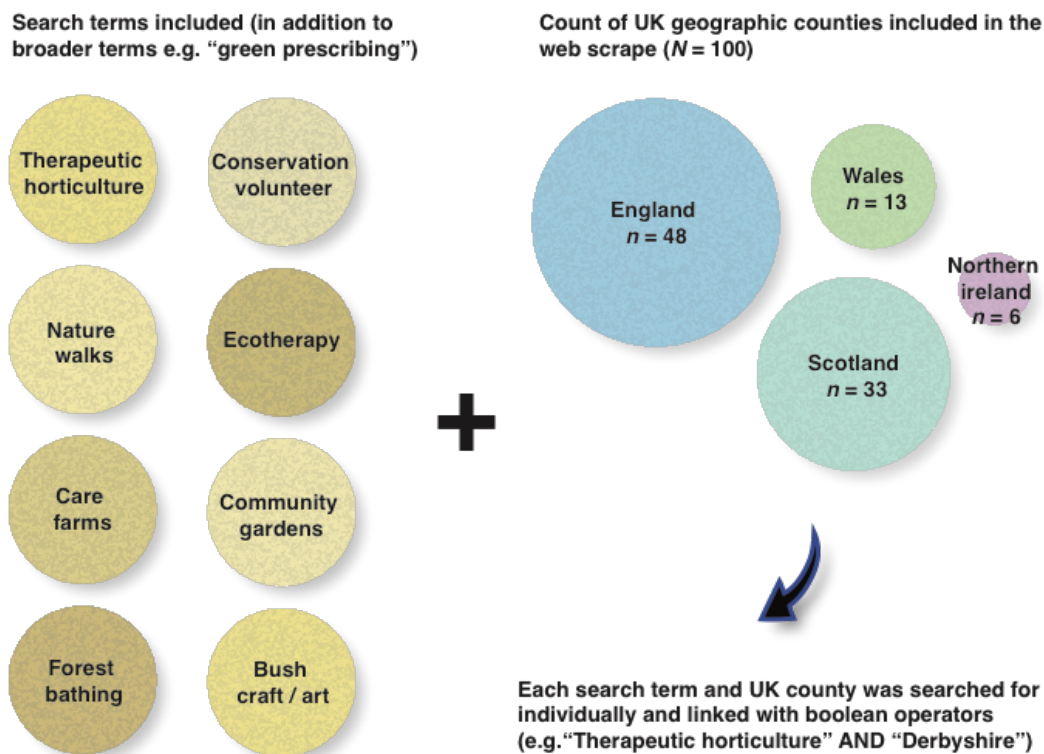 Search terms included (in addition to
broader terms e.g. “green prescribing”)
Therapeutic
horticulture
Conservation
volunteer
Nature
walks
Ecotherapy
Care
farms
Community
gardens
Forest
bathing
Bush
craft / art
+
Count of UK geographic counties included in the
web scrape (N = 100)
England
n = 48
Wales
n = 13
Northern
ireland
n = 6
Scotland
n = 33
Each search term and UK county was searched for
individually and linked with boolean operators
(e.g.“Therapeutic horticulture” AND “Derbyshire”)